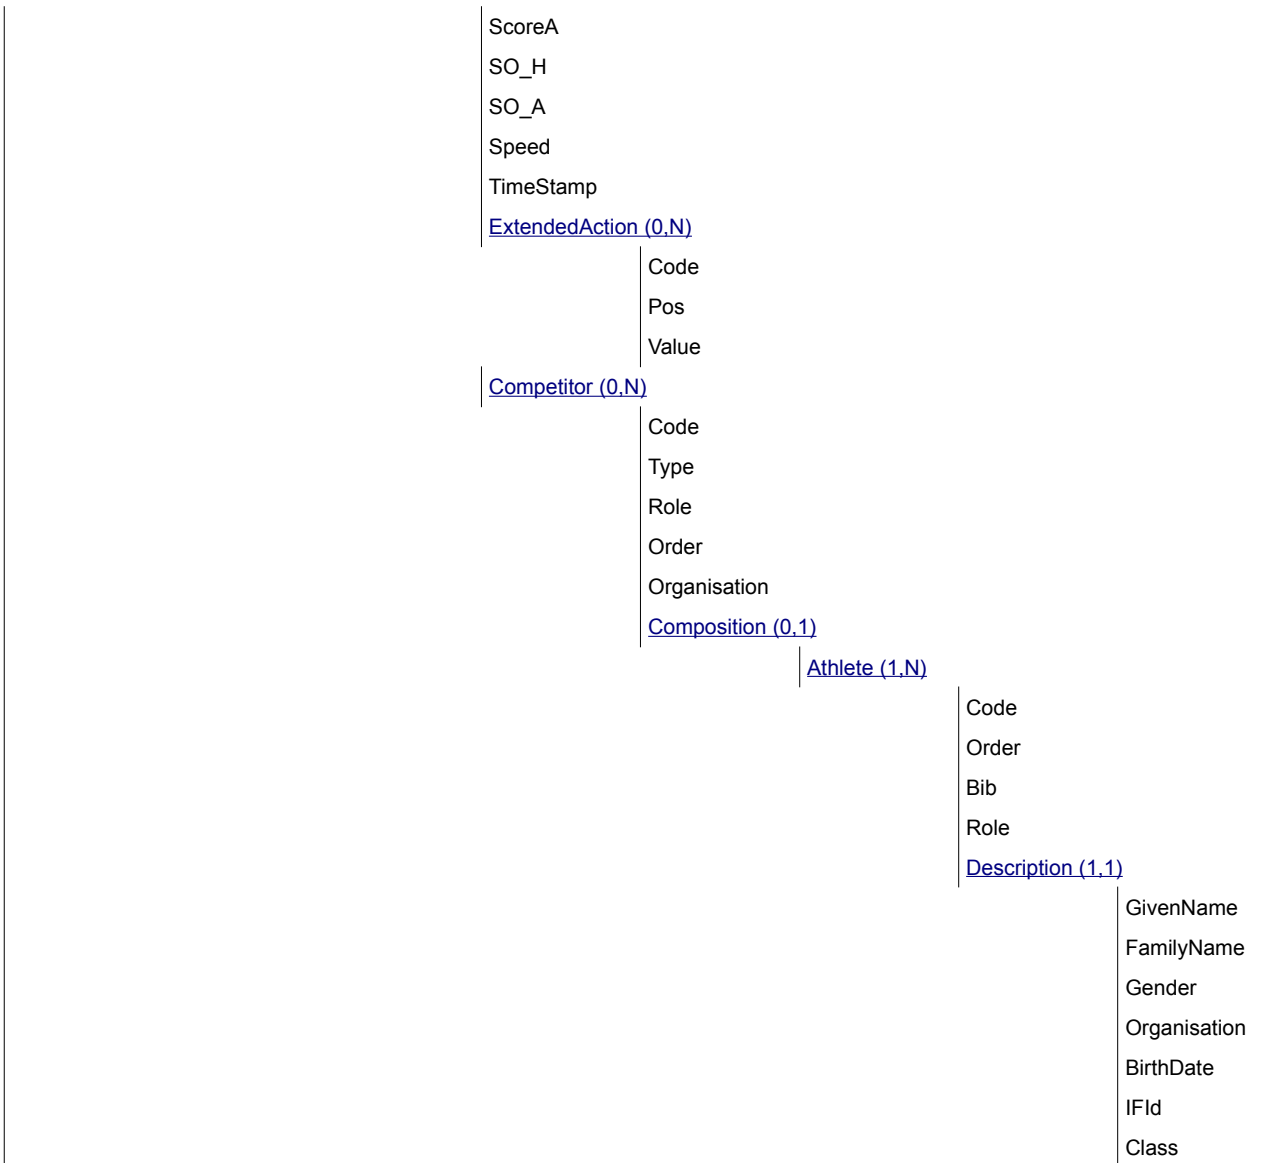 ScoreA
SO_H
SO_A
Speed
TimeStamp
ExtendedAction (0,N)
Code
Pos
Value
Competitor (0,N)
Code
Type
Role
Order
Organisation
Composition (0,1)
Athlete (1,N)
Code
Order
Bib
Role
Description (1,1)
GivenName
FamilyName
Gender
Organisation
BirthDate
IFId
Class